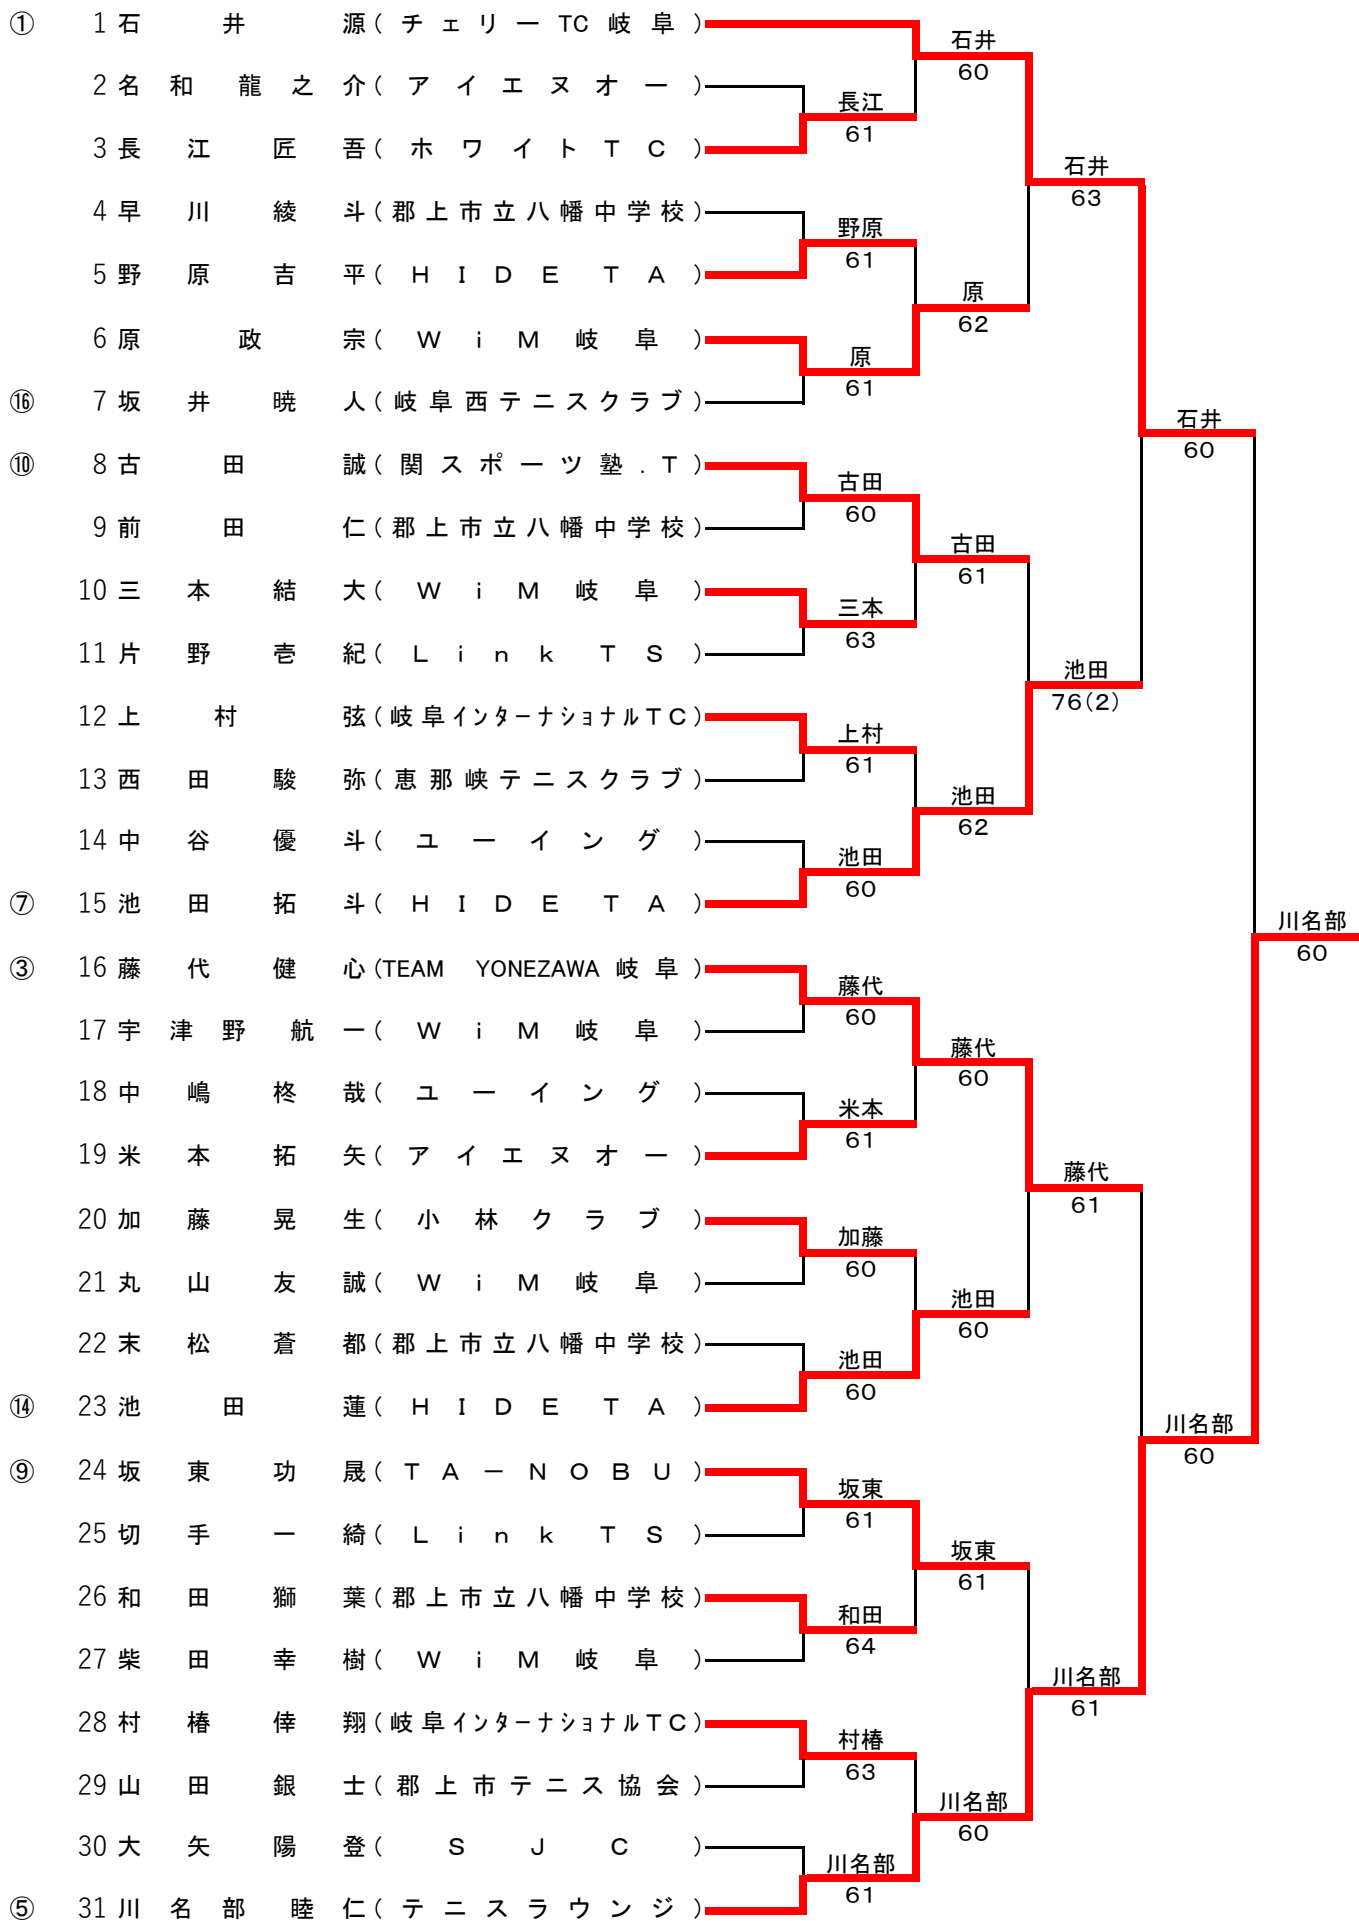 ① 1 石井源(チェリーTC岐阜)
石井
60
2 名和龍之介(アイエヌオー)
長江
61
3 長江匠吾(ホワイトTC)
石井
63
4 早川綾斗(郡上市立八幡中学校)
野原
61
5 野原吉平(HIDE TA)
原
62
6 原政宗(WiM岐阜)
原
61
⑯ 7 坂井暁人(岐阜西テニスクラブ)
石井
60
⑩ 8 古田誠(関スポーツ塾.T)
古田
60
9 前田仁(郡上市立八幡中学校)
古田
61
10 三本結大(WiM岐阜)
三本
63
11 片野壱紀(Link TS)
池田
76(2)
12 上村弦(岐阜インターナショナルTC)
上村
61
13 西田駿弥(恵那峡テニスクラブ)
池田
62
14 中谷優斗(ユーイング)
池田
60
⑦ 15 池田拓斗(HIDE TA)
川名部
60
③ 16 藤代健心(TEAM YONEZAWA岐阜)
藤代
60
17 宇津野航一(WiM岐阜)
藤代
60
18 中嶋柊哉(ユーイング)
米本
61
19 米本拓矢(アイエヌオー)
藤代
61
20 加藤晃生(小林クラブ)
加藤
60
21 丸山友誠(WiM岐阜)
池田
60
22 末松蒼都(郡上市立八幡中学校)
池田
60
⑭ 23 池田蓮(HIDE TA)
川名部
60
⑨ 24 坂東功晟(TA－NOBU)
坂東
61
25 切手一綺(Link TS)
坂東
61
26 和田獅葉(郡上市立八幡中学校)
和田
64
27 柴田幸樹(WiM岐阜)
川名部
61
28 村椿倖翔(岐阜インターナショナルTC)
村椿
63
29 山田銀士(郡上市テニス協会)
川名部
60
30 大矢陽登(SJC)
川名部
61
⑤ 31 川名部睦仁(テニスラウンジ)